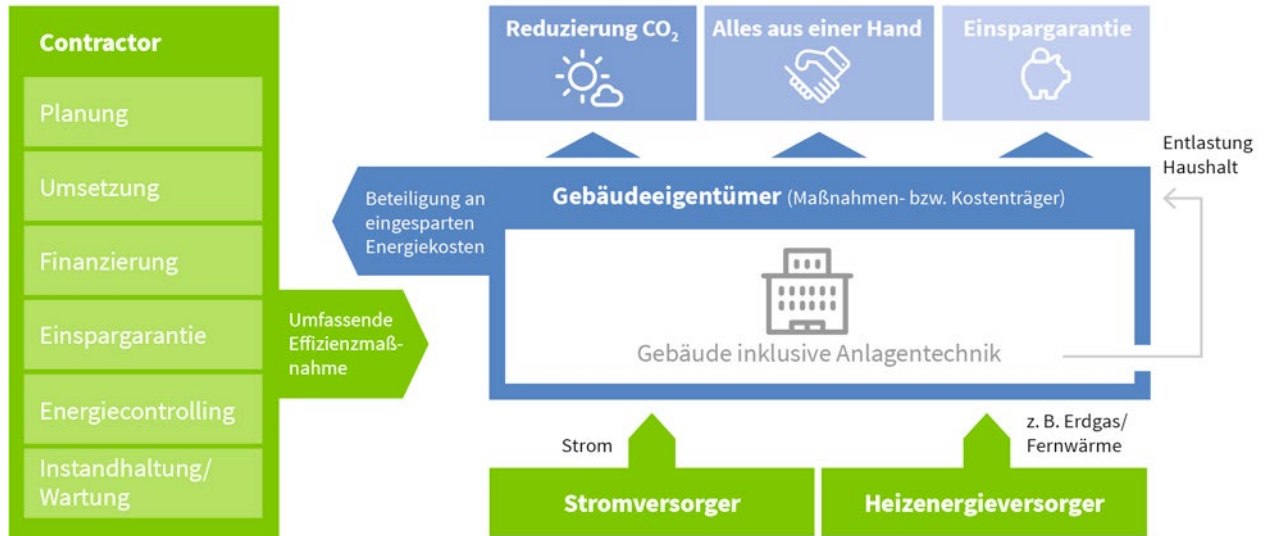 Contractor
Planung
Umsetzung
Finanzierung
Einspargarantie
Energiecontrolling
Instandhaltung/
Wartung
Umfassende
Effizienzmaß-
nahme
Beteiligung an
eingesparten
Energiekosten
Reduzierung CO₂
Alles aus einer Hand
Einspargarantie
Entlastung
Haushalt
Gebäudeeigentümer (Maßnahmen- bzw. Kostenträger)
Gebäude inklusive Anlagentechnik
Strom
z. B. Erdgas/
Fernwärme
Stromversorger
Heizenergieversorger